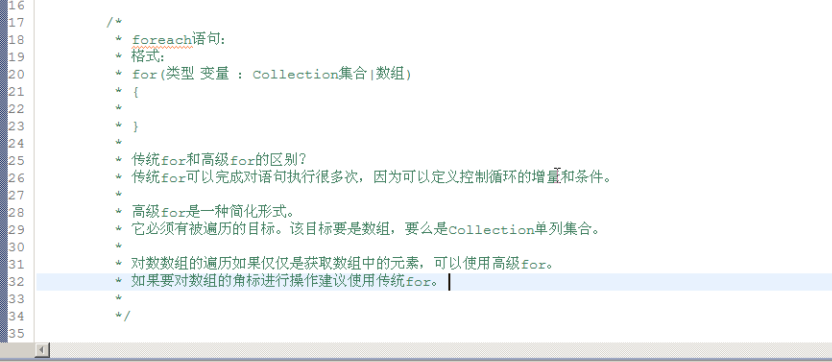 16
17 /*
18 * foreach语句：
19 * 格式：
20 * for(类型 变量 : Collection集合|数组)
21 * {
22 *
23 * }
24 *
25 * 传统for和高级for的区别？
26 * 传统for可以完成对语句执行很多次，因为可以定义控制循环的增量和条件。
27 *
28 * 高级for是一种简化形式。
29 * 它必须有被遍历的目标。该目标要是数组，要么是Collection单列集合。
30 *
31 * 对数数组的遍历如果仅仅是获取数组中的元素，可以使用高级for。
32 * 如果要对数组的角标进行操作建议使用传统for。
33 *
34 */
35